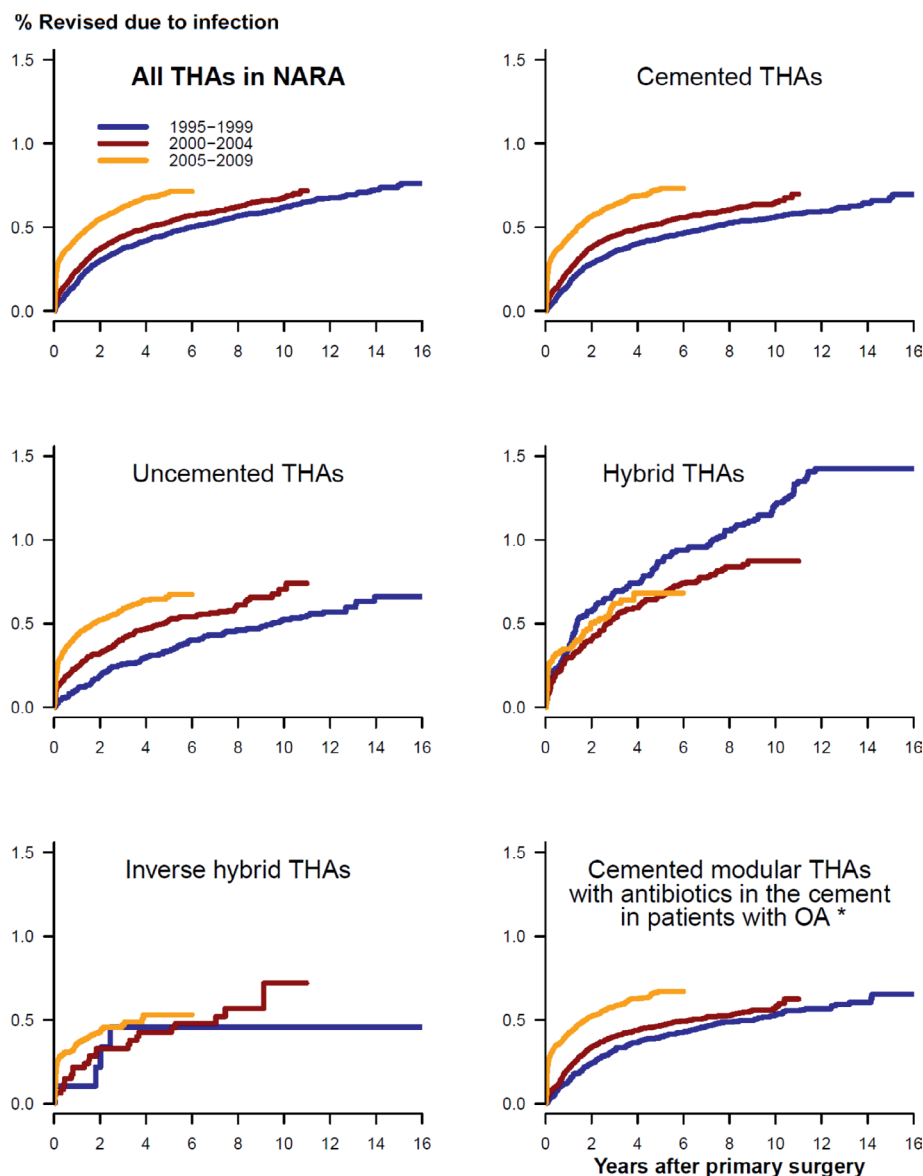 % Revised due to infection
1.5
1.0
0.5
0.0
All THAs in NARA
1995−1999
2000−2004
2005−2009
0 2 4 6 8 10 12 14 16
1.5
1.0
0.5
0.0
Cemented THAs
0 2 4 6 8 10 12 14 16
1.5
1.0
0.5
0.0
Uncemented THAs
0 2 4 6 8 10 12 14 16
1.5
1.0
0.5
0.0
Hybrid THAs
0 2 4 6 8 10 12 14 16
1.5
1.0
0.5
0.0
Inverse hybrid THAs
0 2 4 6 8 10 12 14 16
1.5
1.0
0.5
0.0
Cemented modular THAs
with antibiotics in the cement
in patients with OA *
0 2 4 6 8 10 12 14 16
Years after primary surgery